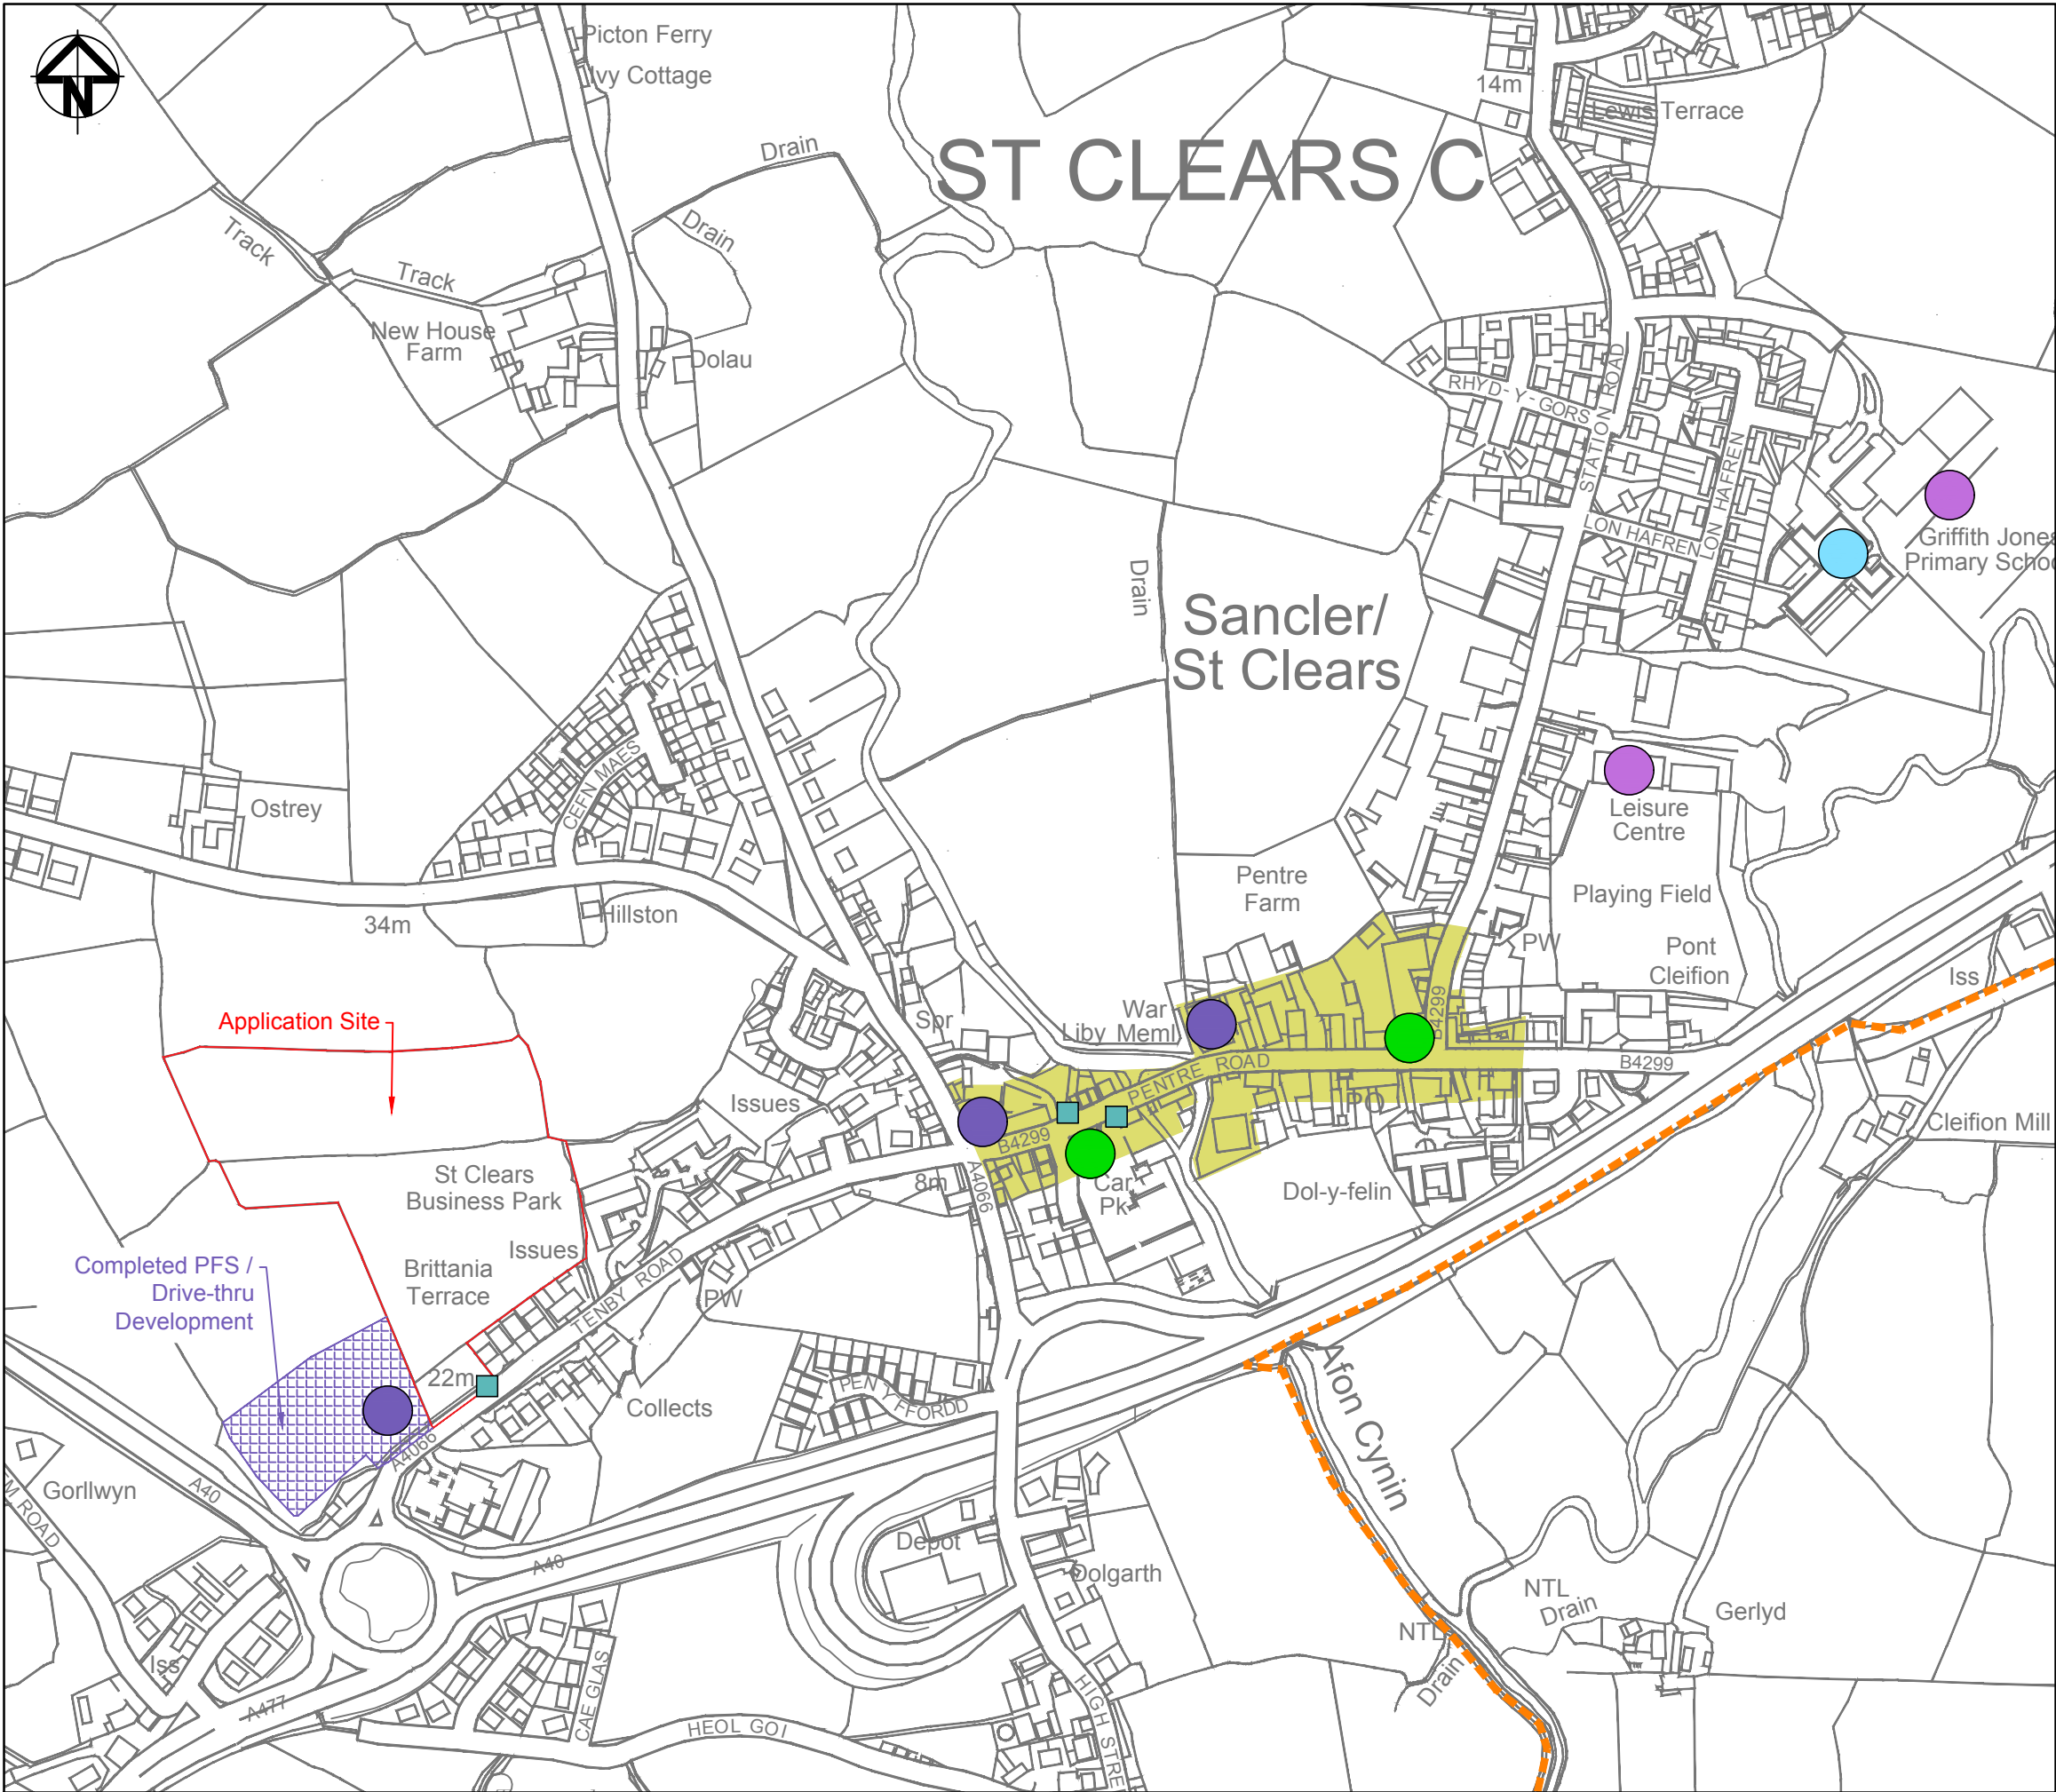 Picton Ferry
Ivy Cottage
N
14m
Lewis Terrace
ST CLEARS C
Drain
Drain
Track
Track
New House
Farm
Dolau
RHYD-Y-GORS
STATION ROAD
LON HAFREN
LON HAFREN
Griffith Jones
Drain
Sancler/
St Clears
CEFN MAES
Ostrey
Leisure
Centre
Pentre
Farm
Playing Field
34m
Hillston
PW
Pont
Cleifion
Iss
Application Site
Spr
War
Liby Meml
B4299
PENTRE ROAD
B4299
PO
Issues
B4299
Cleifion Mill
St Clears
Business Park
8m
A4066
Car
Pk
Dol-y-felin
Issues
Completed PFS /
Drive-thru
Development
Brittania
Terrace
TENBY ROAD
PW
22m
Collects
PEN Y FFORDD
Afon Cynin
A4066
Gorllwyn
A40
A40
Depot
Dolgarth
NTL
Drain
Gerlyd
NTL
Drain
Iss
A477
CAE GLAS
HEOL GOI
HIGH